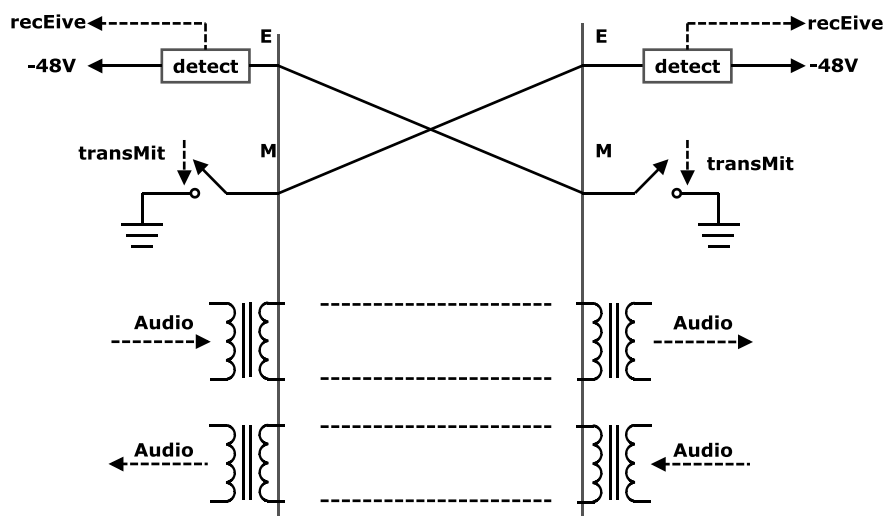 recEive
recEive
E
E
-48V
detect
detect
-48V
transMit
M
M
transMit
Audio
Audio
Audio
Audio